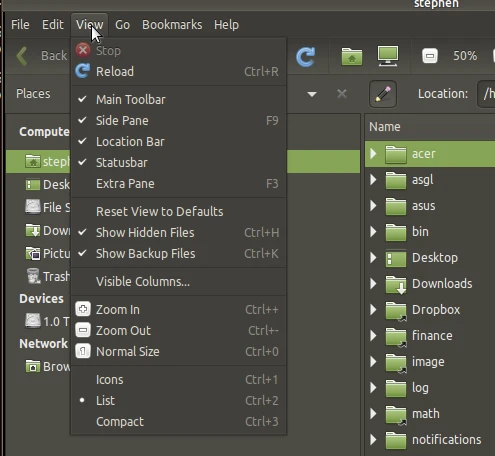 stephen
File Edit View Go Bookmarks Help
Back
50%
Places
Location:
Stop
Reload Ctrl+R
Main Toolbar
Side Pane F9
Location Bar
Statusbar
Extra Pane F3
Reset View to Defaults
Show Hidden Files Ctrl+H
Show Backup Files Ctrl+K
Visible Columns...
Zoom In Ctrl++
Zoom Out Ctrl+-
Normal Size Ctrl+0
Icons Ctrl+1
List Ctrl+2
Compact Ctrl+3
Devices
1.0 T
Network
Name
acer
asgl
asus
bin
Desktop
Downloads
Dropbox
finance
image
log
math
notifications